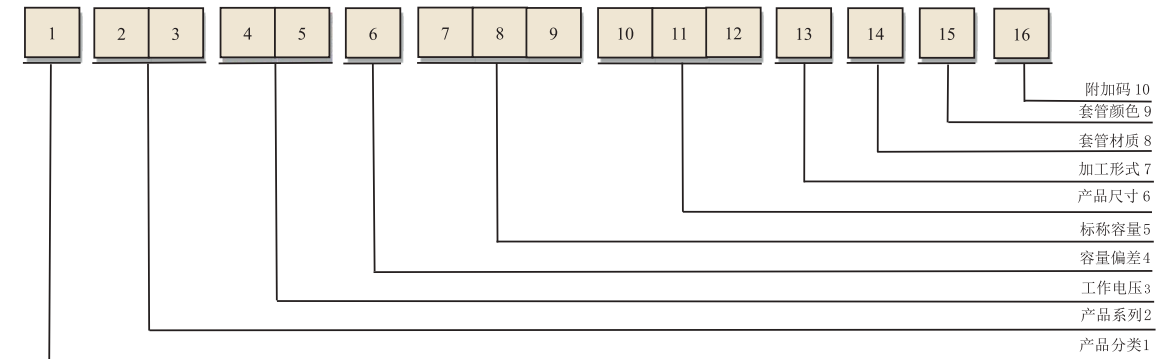 1 2 3 4 5 6 7 8 9 10 11 12 13 14 15 16
附加码 10
套管颜色 9
套管材质 8
加工形式 7
产品尺寸 6
标称容量5
容量偏差4
工作电压3
产品系列2
产品分类1